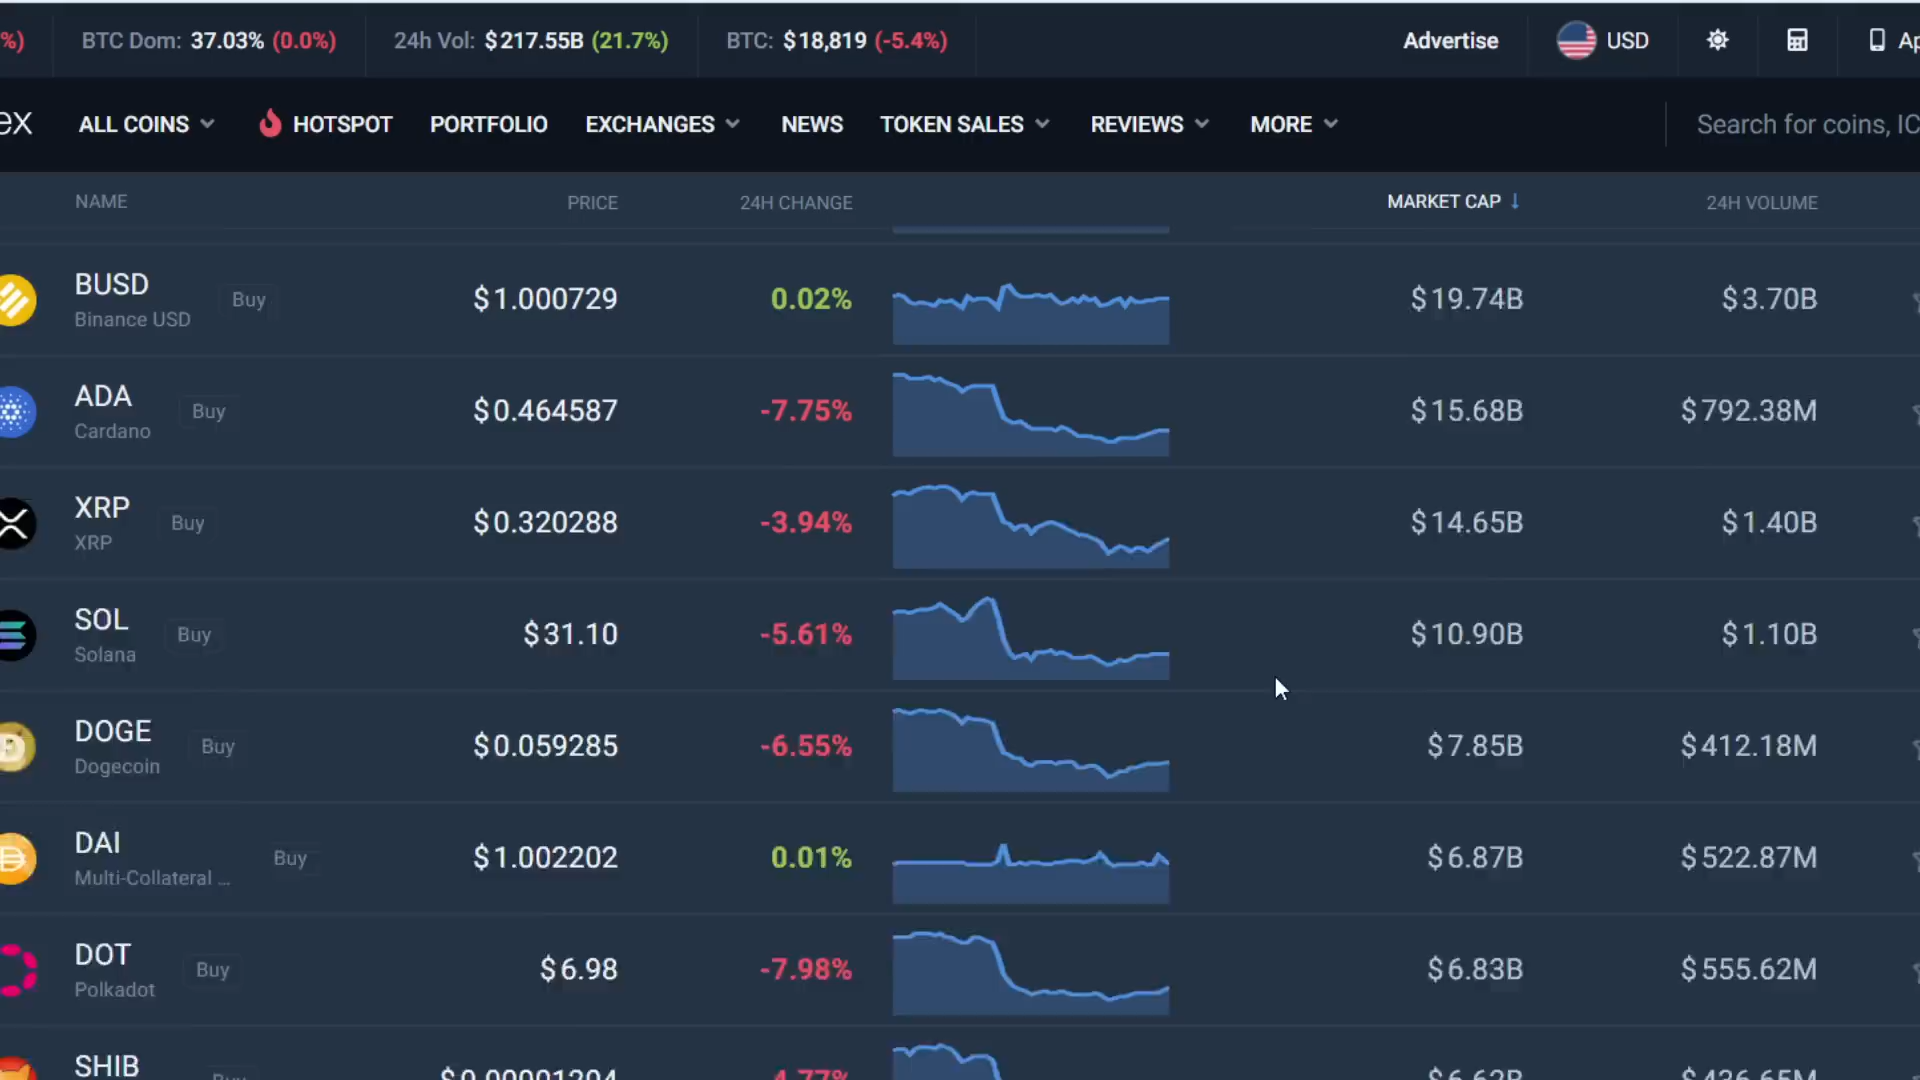 %) BTC Dom: 37.03% (0.0%) 24h Vol: $217.55B (21.7%) BTC: $18,819 (-5.4%) Advertise USD
ex ALL COINS HOTSPOT PORTFOLIO EXCHANGES NEWS TOKEN SALES REVIEWS MORE Search for coins, IC
NAME PRICE 24H CHANGE MARKET CAP ↓ 24H VOLUME
BUSD Buy $1.000729 0.02% $19.74B $3.70B
Binance USD
ADA Buy $0.464587 -7.75% $15.68B $792.38M
Cardano
XRP Buy $0.320288 -3.94% $14.65B $1.40B
XRP
SOL Buy $31.10 -5.61% $10.90B $1.10B
Solana
DOGE Buy $0.059285 -6.55% $7.85B $412.18M
Dogecoin
DAI Buy $1.002202 0.01% $6.87B $522.87M
Multi-Collateral ...
DOT Buy $6.98 -7.98% $6.83B $555.62M
Polkadot
SHIB